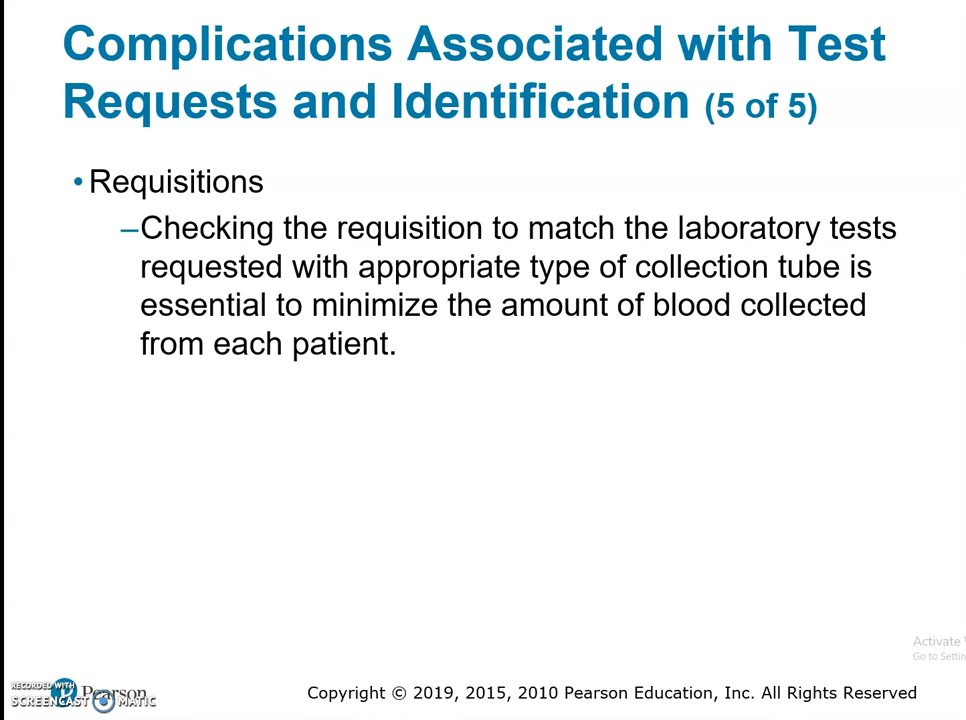 Complications Associated with Test
Requests and Identification (5 of 5)
• Requisitions
–Checking the requisition to match the laboratory tests
requested with appropriate type of collection tube is
essential to minimize the amount of blood collected
from each patient.
Activate
Go to Settin
RECORDED WITH
SCREENCAST MATIC
Pearson
Copyright © 2019, 2015, 2010 Pearson Education, Inc. All Rights Reserved